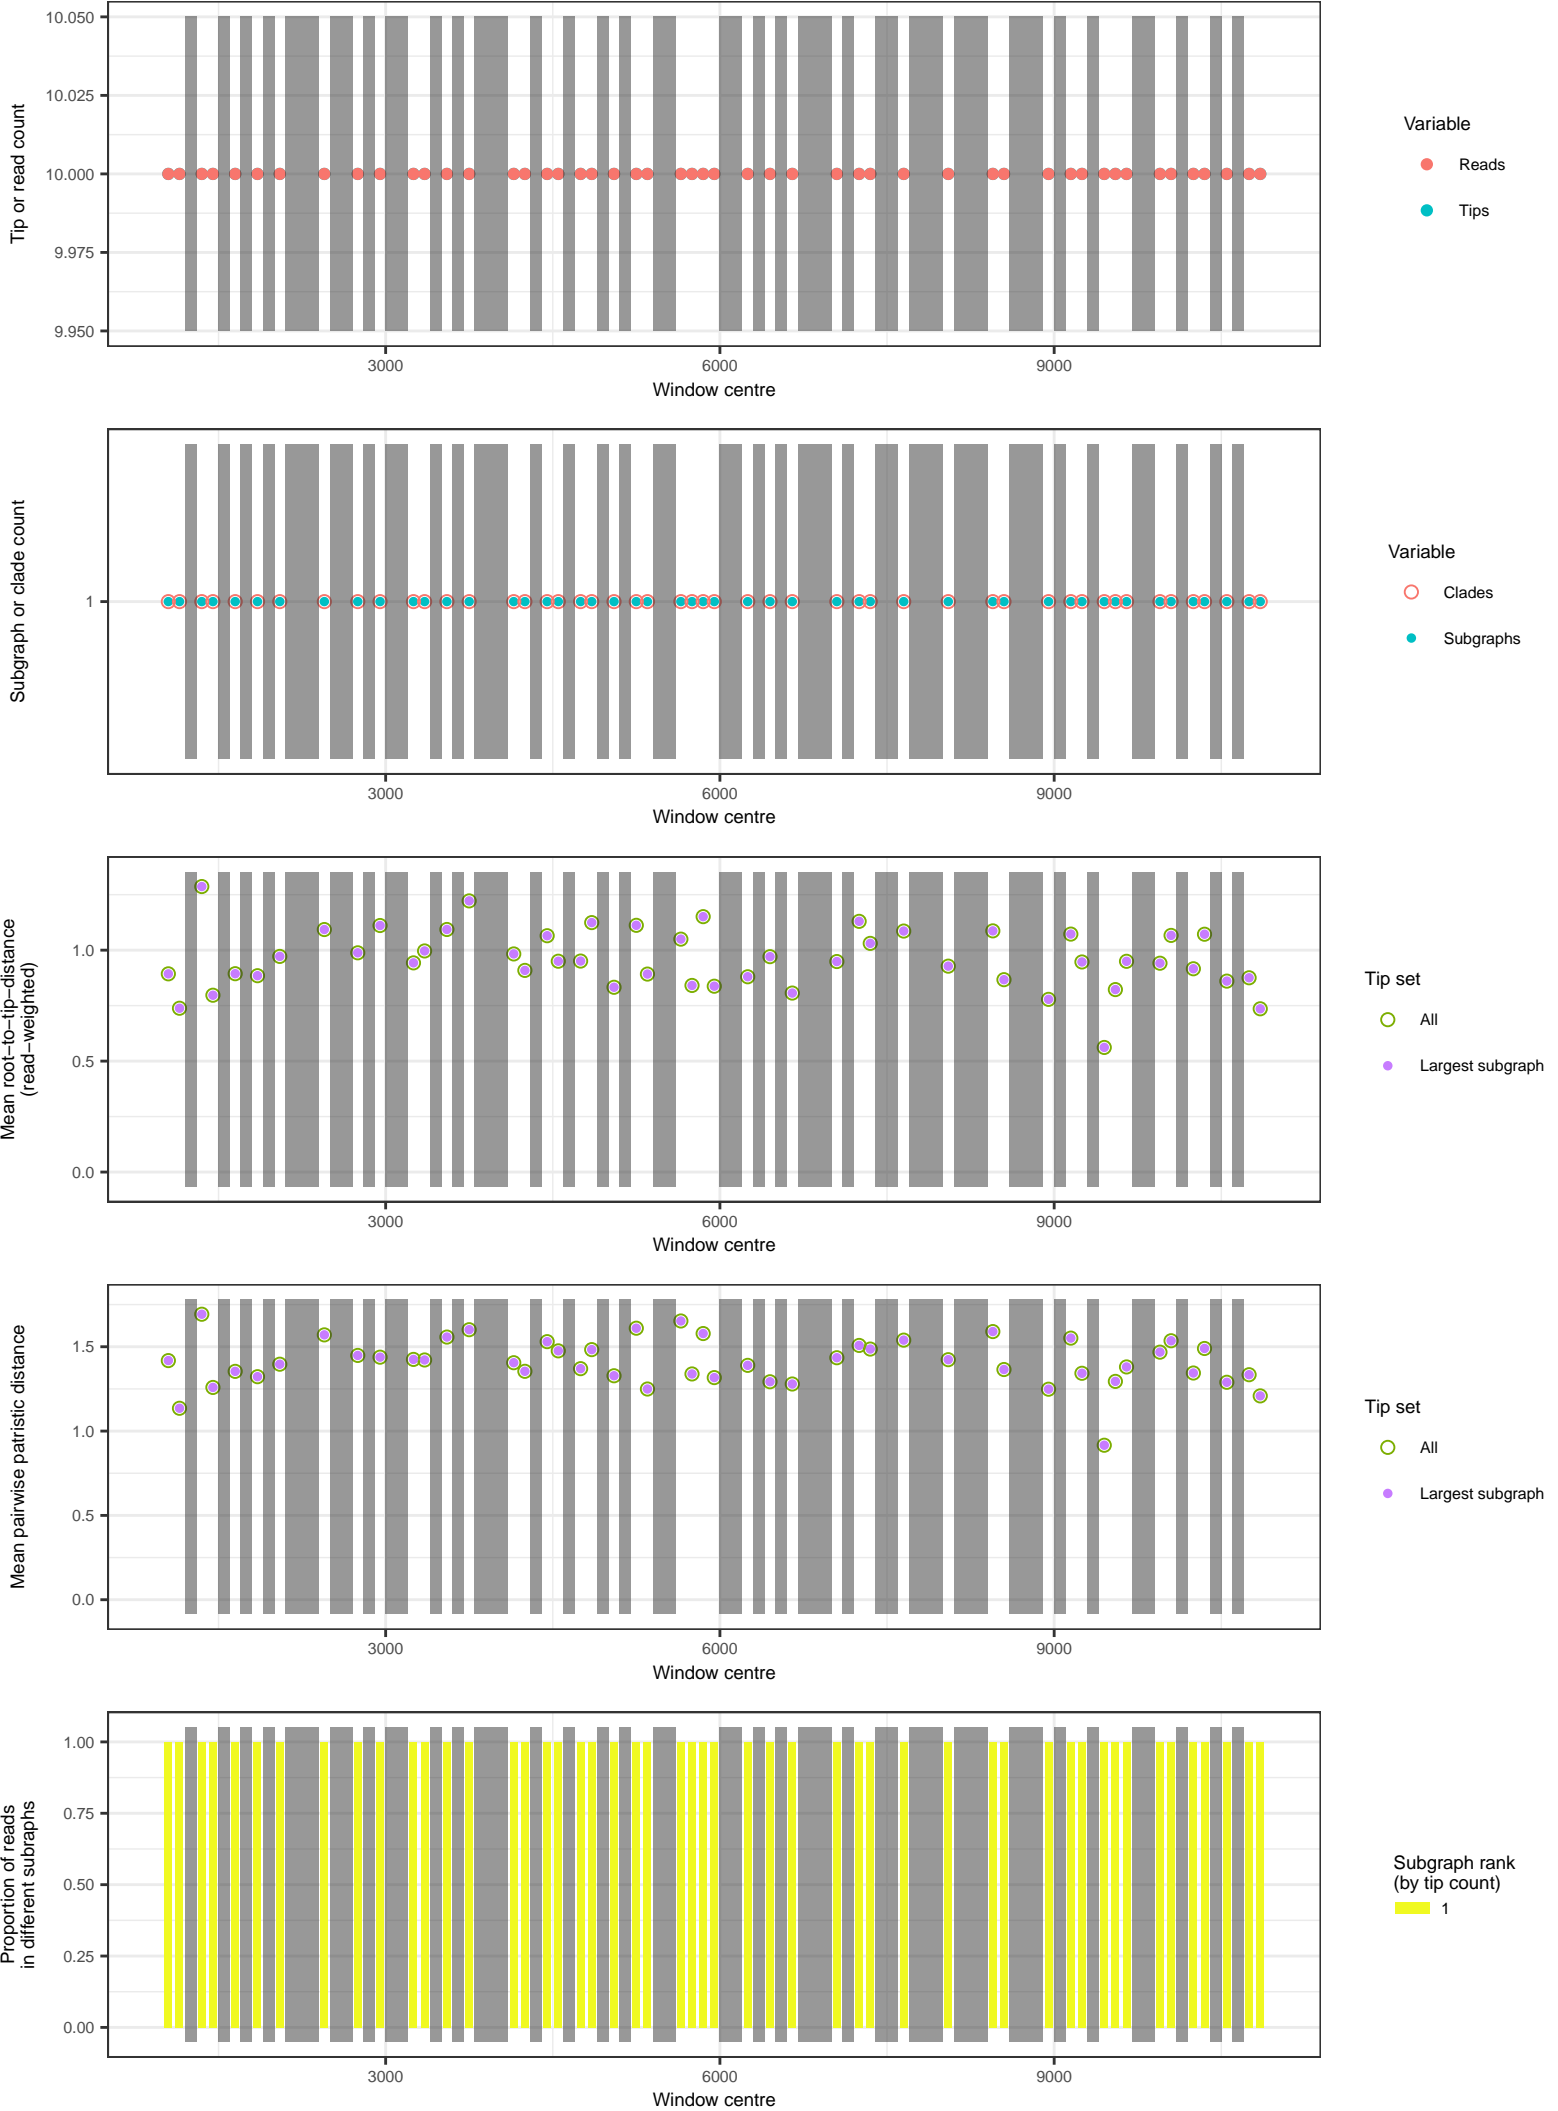 10.050
10.025
10.000
9.975
9.950
Tip or read count
3000
6000
9000
Window centre
Variable
Reads
Tips
1
Subgraph or clade count
3000
6000
9000
Window centre
Variable
Clades
Subgraphs
1.0
0.5
0.0
Mean root−to−tip−distance
(read−weighted)
3000
6000
9000
Window centre
Tip set
All
Largest subgraph
1.5
1.0
0.5
0.0
Mean pairwise patristic distance
3000
6000
9000
Window centre
Tip set
All
Largest subgraph
1.00
0.75
0.50
0.25
0.00
Proportion of reads
in different subraphs
3000
6000
9000
Window centre
Subgraph rank
(by tip count)
1